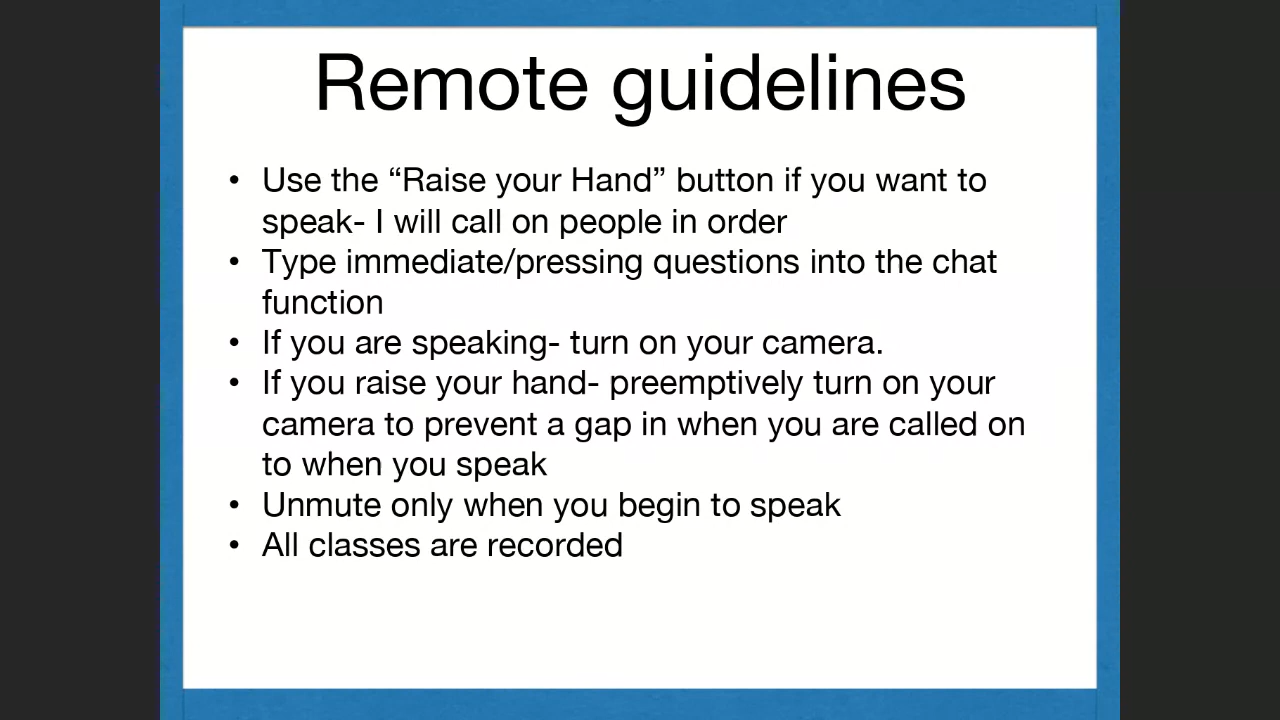 Remote guidelines
• Use the “Raise your Hand” button if you want to
speak- I will call on people in order
• Type immediate/pressing questions into the chat
function
• If you are speaking- turn on your camera.
• If you raise your hand- preemptively turn on your
camera to prevent a gap in when you are called on
to when you speak
• Unmute only when you begin to speak
• All classes are recorded